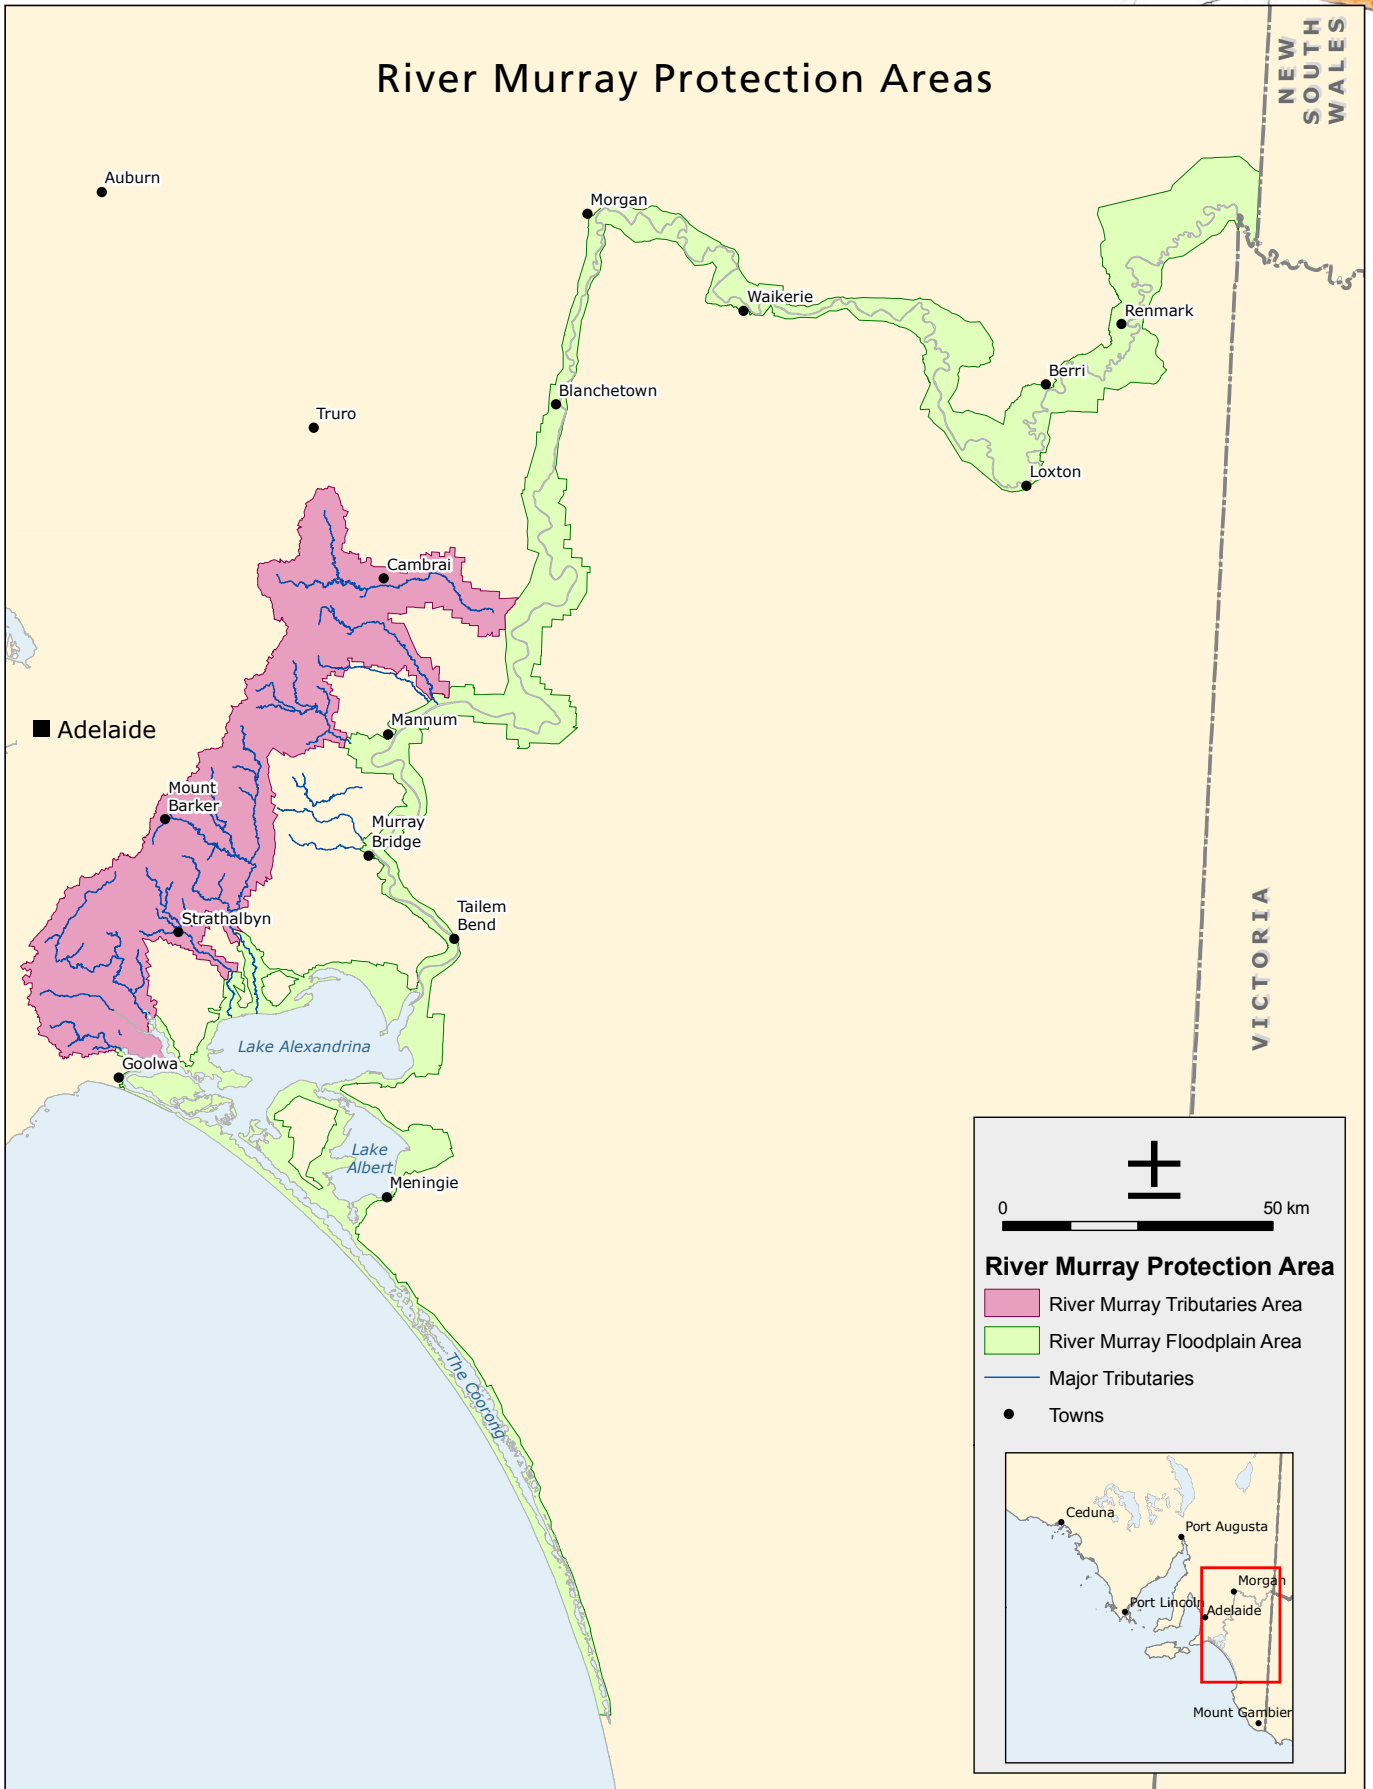 River Murray Protection Areas
NEW
SOUTH
WALES
Auburn
Morgan
Waikerie
Renmark
Berri
Blanchetown
Truro
Loxton
Cambrai
Mannum
Adelaide
Mount
Barker
Murray
Bridge
Strathalbyn
Tailem
Bend
VICTORIA
Lake Alexandrina
Goolwa
Lake
Albert
Meningie
The Coorong
0
50 km
River Murray Protection Area
River Murray Tributaries Area
River Murray Floodplain Area
Major Tributaries
Towns
Ceduna
Port Augusta
Morgan
Port Lincoln
Adelaide
Mount Gambier